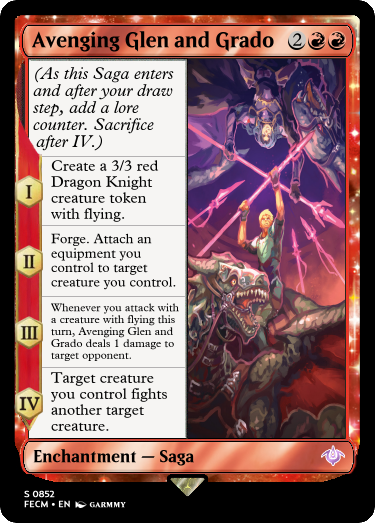 Avenging Glen and Grado 2
(As this Saga enters
and after your draw
step, add a lore
counter. Sacrifice
after IV.)
I
Create a 3/3 red
Dragon Knight
creature token
with flying.
II
Forge. Attach an
equipment you
control to target
creature you control.
III
Whenever you attack with
a creature with flying this
turn, Avenging Glen and
Grado deals 1 damage to
target opponent.
IV
Target creature
you control fights
another target
creature.
Enchantment — Saga
S 0852
FECM • EN GARMMY